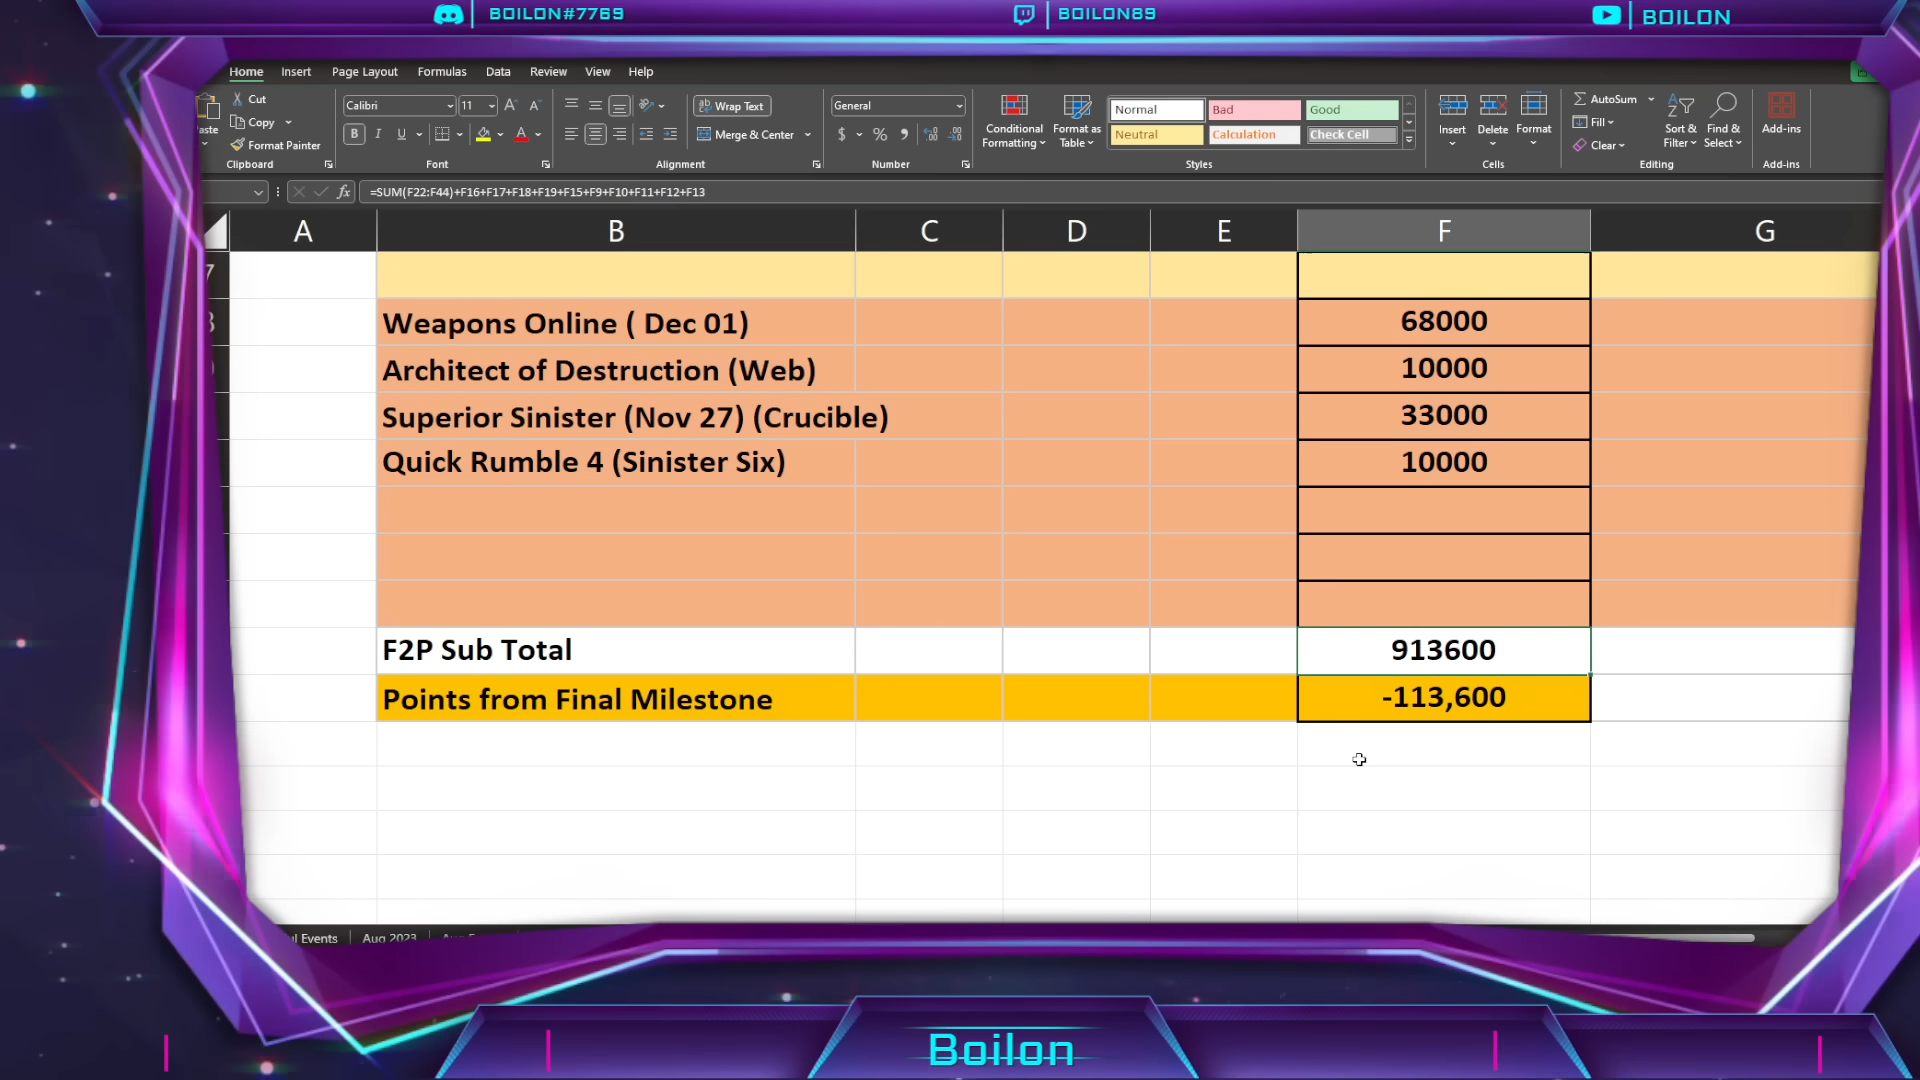 BOILON#7769
BOILON89
BOILON
Home Insert Page Layout Formulas Data Review View Help
Cut
Copy
Format Painter
Clipboard
Calibri 11
B I U
Font
Wrap Text
Merge & Center
Alignment
General
$ % ,
Number
Conditional Formatting
Format as Table
Normal Bad Good
Neutral Calculation Check Cell
Styles
Insert Delete Format
Cells
AutoSum
Fill
Clear
Sort & Filter
Find & Select
Editing
Add-ins
Add-ins
fx =SUM(F22:F44)+F16+F17+F18+F19+F15+F9+F10+F11+F12+F13
A B C D E F G
Weapons Online ( Dec 01) 68000
Architect of Destruction (Web) 10000
Superior Sinister (Nov 27) (Crucible) 33000
Quick Rumble 4 (Sinister Six) 10000
F2P Sub Total 913600
Points from Final Milestone -113,600
Events Aug 2023
Boilon